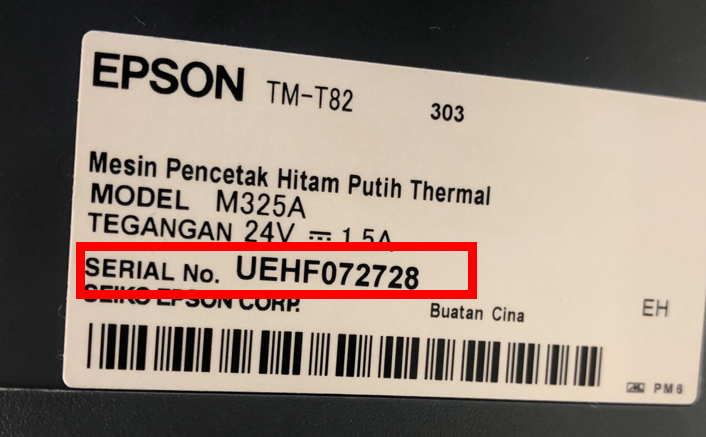 EPSON TM-T82 303
Mesin Pencetak Hitam Putih Thermal
MODEL M325A
TEGANGAN 24V ⎓ 1.5A
SERIAL No. UEHF072728
SEIKO EPSON CORP. Buatan Cina EH
PM6